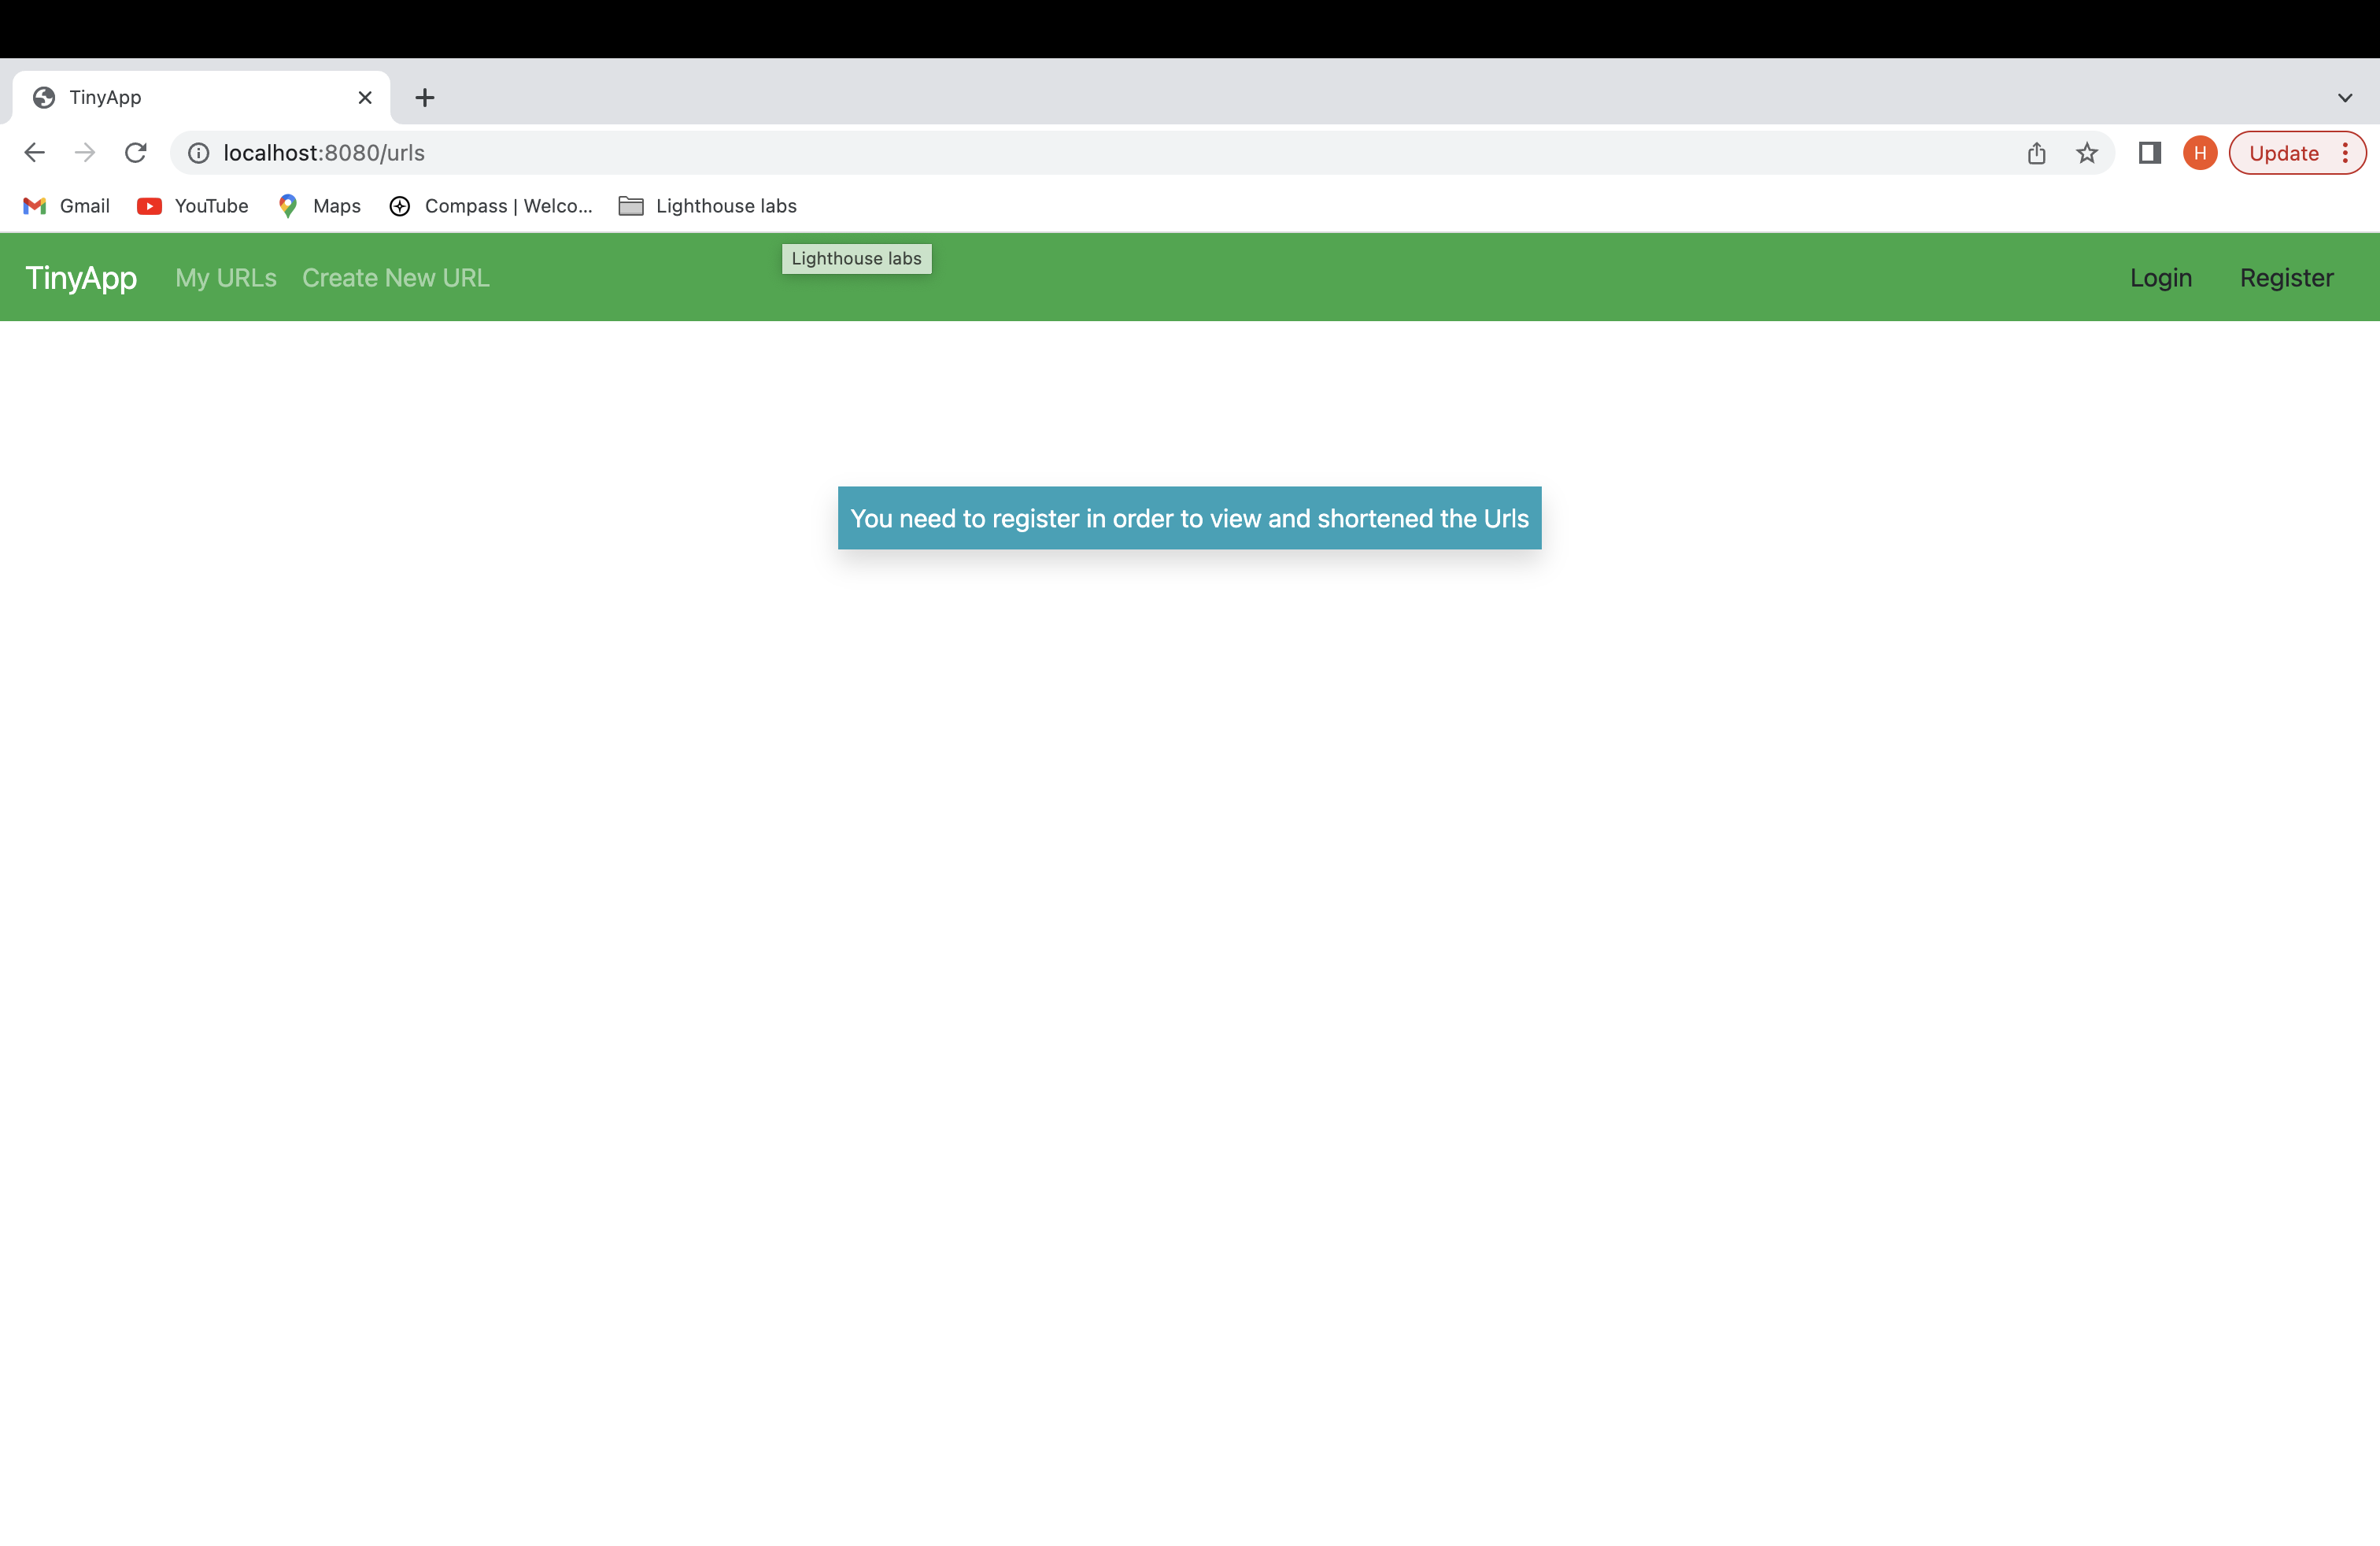 TinyApp
localhost:8080/urls
H
Update
Gmail YouTube Maps Compass | Welco... Lighthouse labs
Lighthouse labs
TinyApp My URLs Create New URL Login Register
You need to register in order to view and shortened the Urls